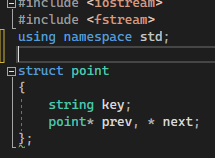 #include <iostream>
#include <fstream>
using namespace std;
struct point
{
string key;
point* prev, * next;
};